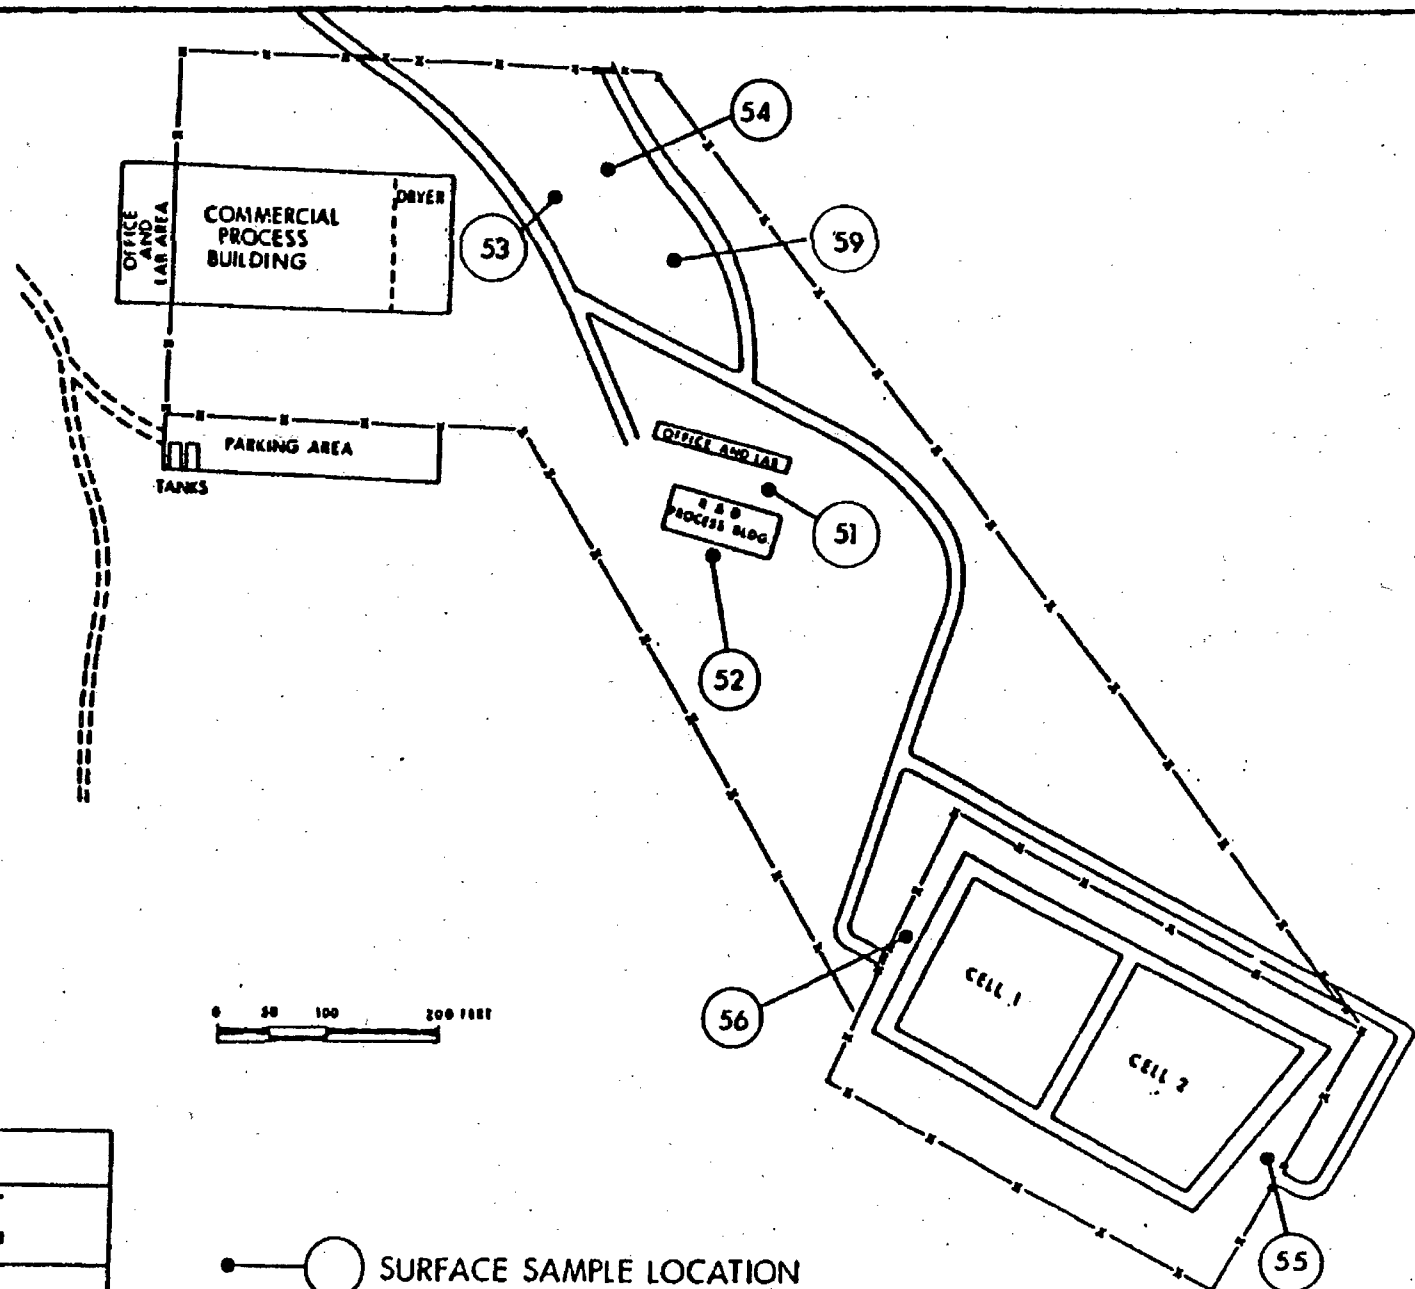 54
OFFICE
AND
LAB AREA
COMMERCIAL
PROCESS
BUILDING
DRYER
53
59
PARKING AREA
TANKS
OFFICE AND LAB
R & D
PROCESS BLDG.
51
52
CELL 1
56
CELL 2
0 50 100 200 FEET
55
SURFACE SAMPLE LOCATION